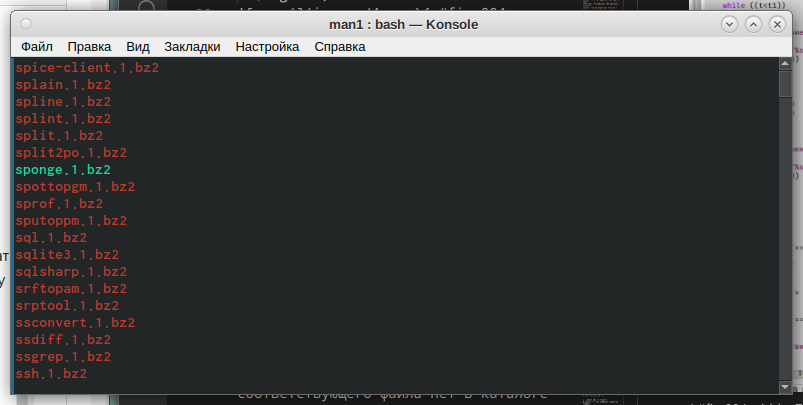 while ((t<t1))
man1 : bash — Konsole
Файл Правка Вид Закладки Настройка Справка
spice-client.1.bz2
splain.1.bz2
spline.1.bz2
splint.1.bz2
split.1.bz2
split2po.1.bz2
sponge.1.bz2
spottopgm.1.bz2
sprof.1.bz2
sputoppm.1.bz2
sql.1.bz2
sqlite3.1.bz2
sqlsharp.1.bz2
srftopam.1.bz2
srptool.1.bz2
ssconvert.1.bz2
ssdiff.1.bz2
ssgrep.1.bz2
ssh.1.bz2
соответствующего файла нет в каталоге